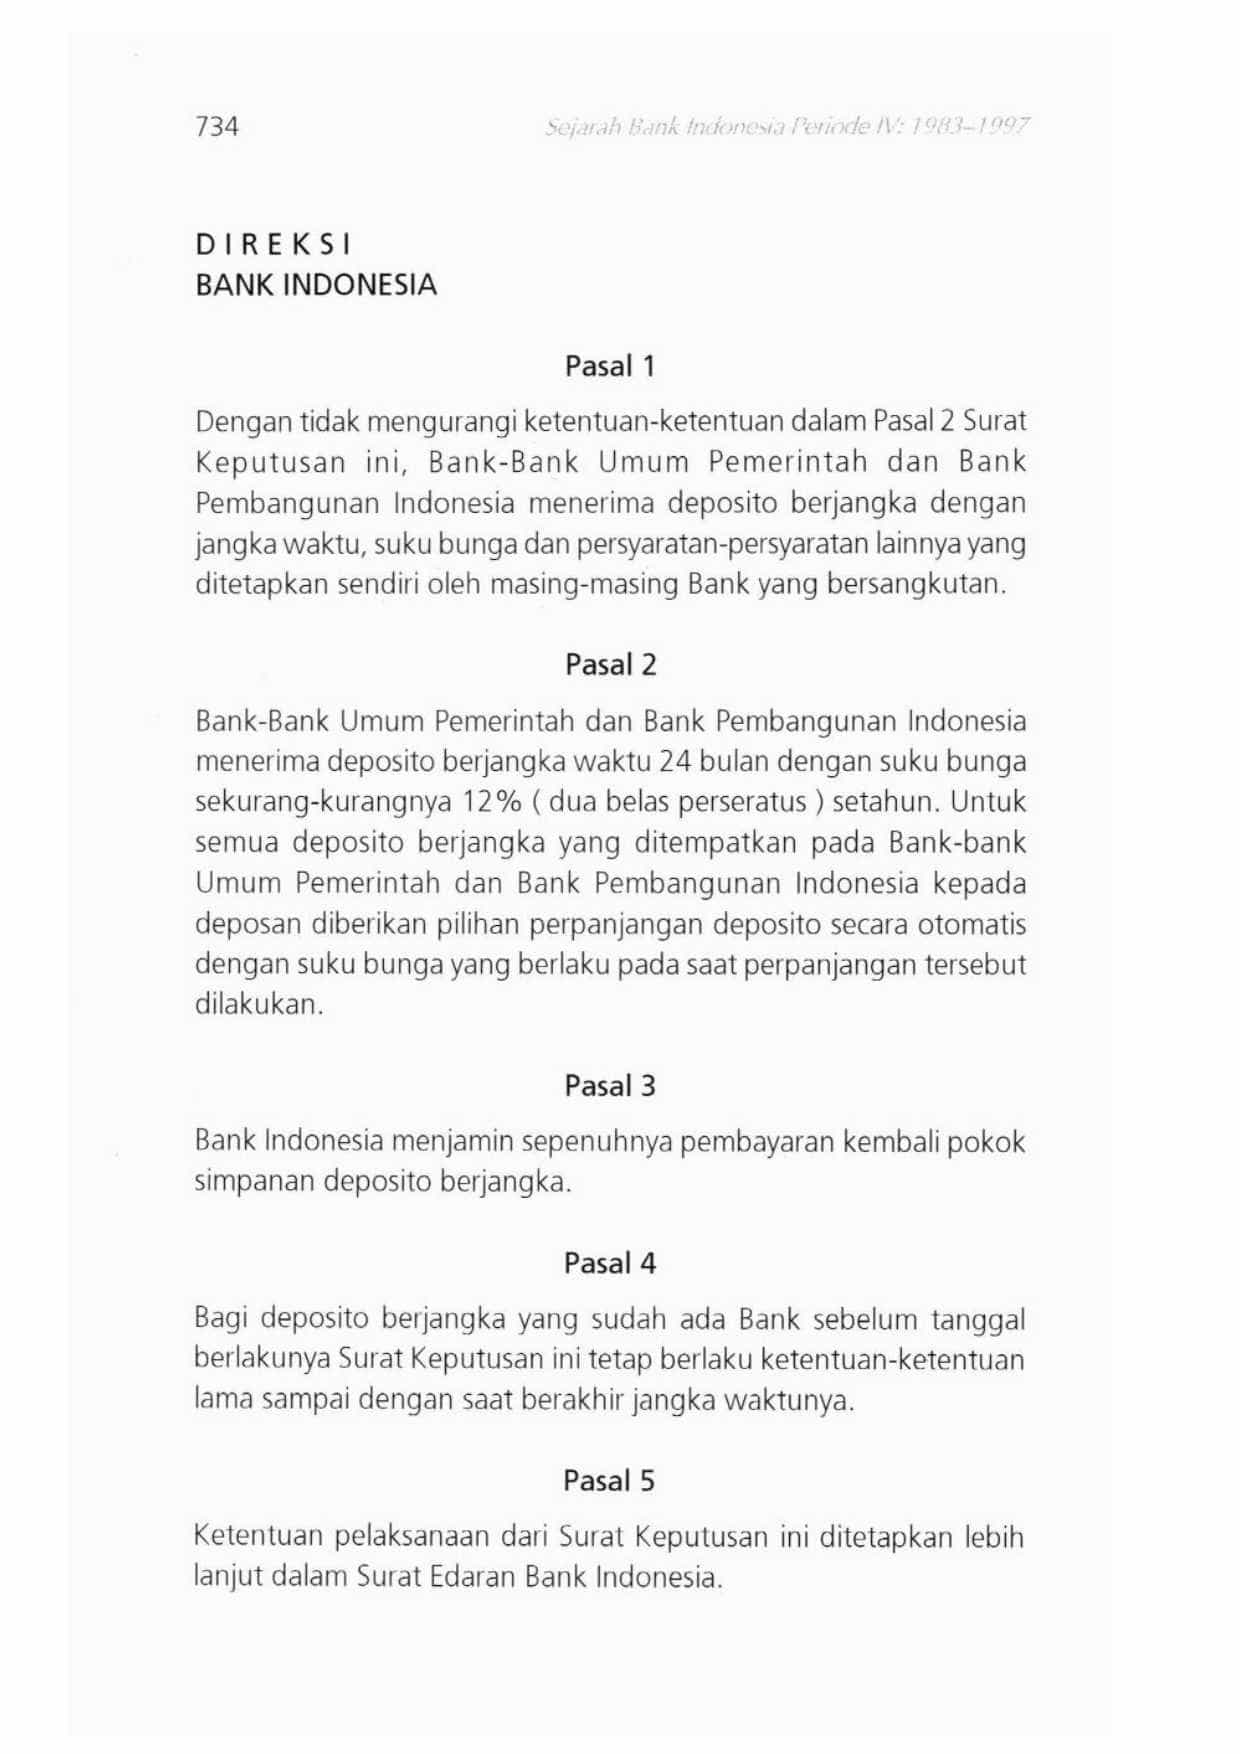 734
Sejarah Bank Indonesia Periode IV: 1983–1997
D I R E K S I
BANK INDONESIA
Pasal 1
Dengan tidak mengurangi ketentuan-ketentuan dalam Pasal 2 Surat
Keputusan ini, Bank-Bank Umum Pemerintah dan Bank
Pembangunan Indonesia menerima deposito berjangka dengan
jangka waktu, suku bunga dan persyaratan-persyaratan lainnya yang
ditetapkan sendiri oleh masing-masing Bank yang bersangkutan.
Pasal 2
Bank-Bank Umum Pemerintah dan Bank Pembangunan Indonesia
menerima deposito berjangka waktu 24 bulan dengan suku bunga
sekurang-kurangnya 12% ( dua belas perseratus ) setahun. Untuk
semua deposito berjangka yang ditempatkan pada Bank-bank
Umum Pemerintah dan Bank Pembangunan Indonesia kepada
deposan diberikan pilihan perpanjangan deposito secara otomatis
dengan suku bunga yang berlaku pada saat perpanjangan tersebut
dilakukan.
Pasal 3
Bank Indonesia menjamin sepenuhnya pembayaran kembali pokok
simpanan deposito berjangka.
Pasal 4
Bagi deposito berjangka yang sudah ada Bank sebelum tanggal
berlakunya Surat Keputusan ini tetap berlaku ketentuan-ketentuan
lama sampai dengan saat berakhir jangka waktunya.
Pasal 5
Ketentuan pelaksanaan dari Surat Keputusan ini ditetapkan lebih
lanjut dalam Surat Edaran Bank Indonesia.